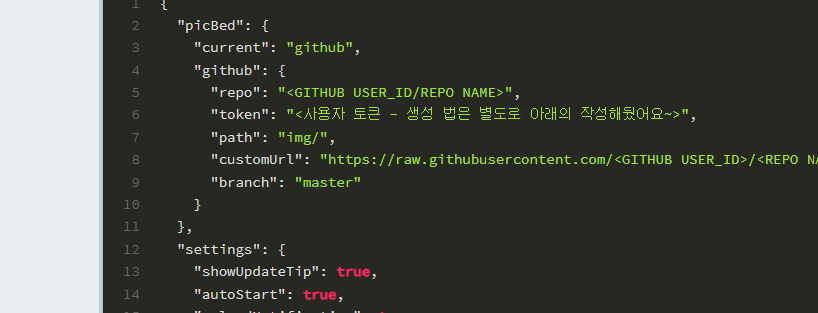 1 {
2 "picBed": {
3 "current": "github",
4 "github": {
5 "repo": "<GITHUB USER_ID/REPO NAME>",
6 "token": "<사용자 토큰 - 생성 법은 별도로 아래의 작성해뒀어요~>",
7 "path": "img/",
8 "customUrl": "https://raw.githubusercontent.com/<GITHUB USER_ID>/<REPO
9 "branch": "master"
10 }
11 },
12 "settings": {
13 "showUpdateTip": true,
14 "autoStart": true,